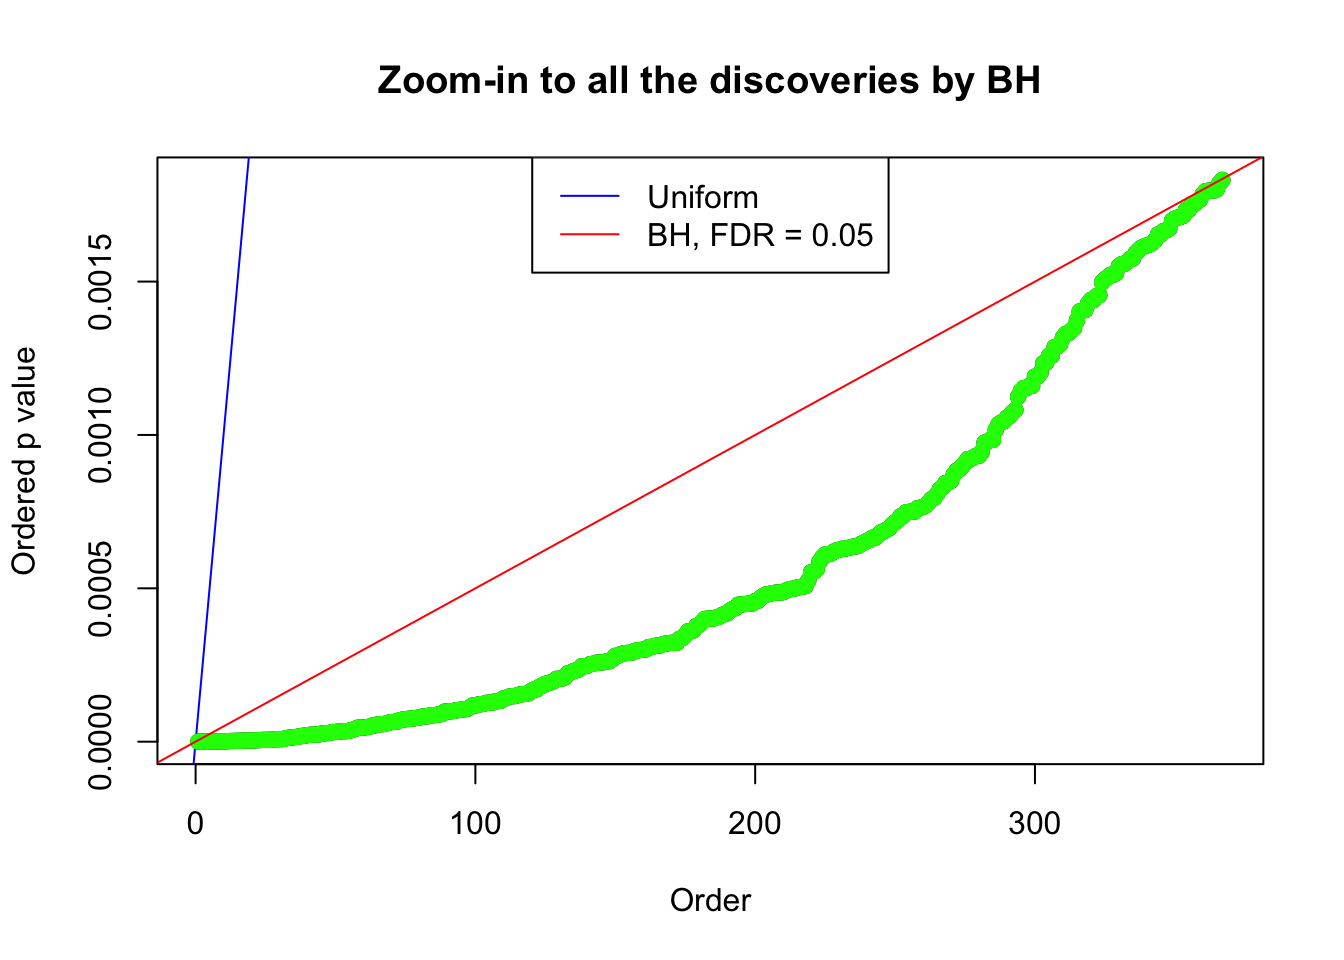 Zoom-in to all the discoveries by BH
Uniform
BH, FDR = 0.05
Ordered p value
0.0015
0.0010
0.0005
0.0000
0 100 200 300
Order